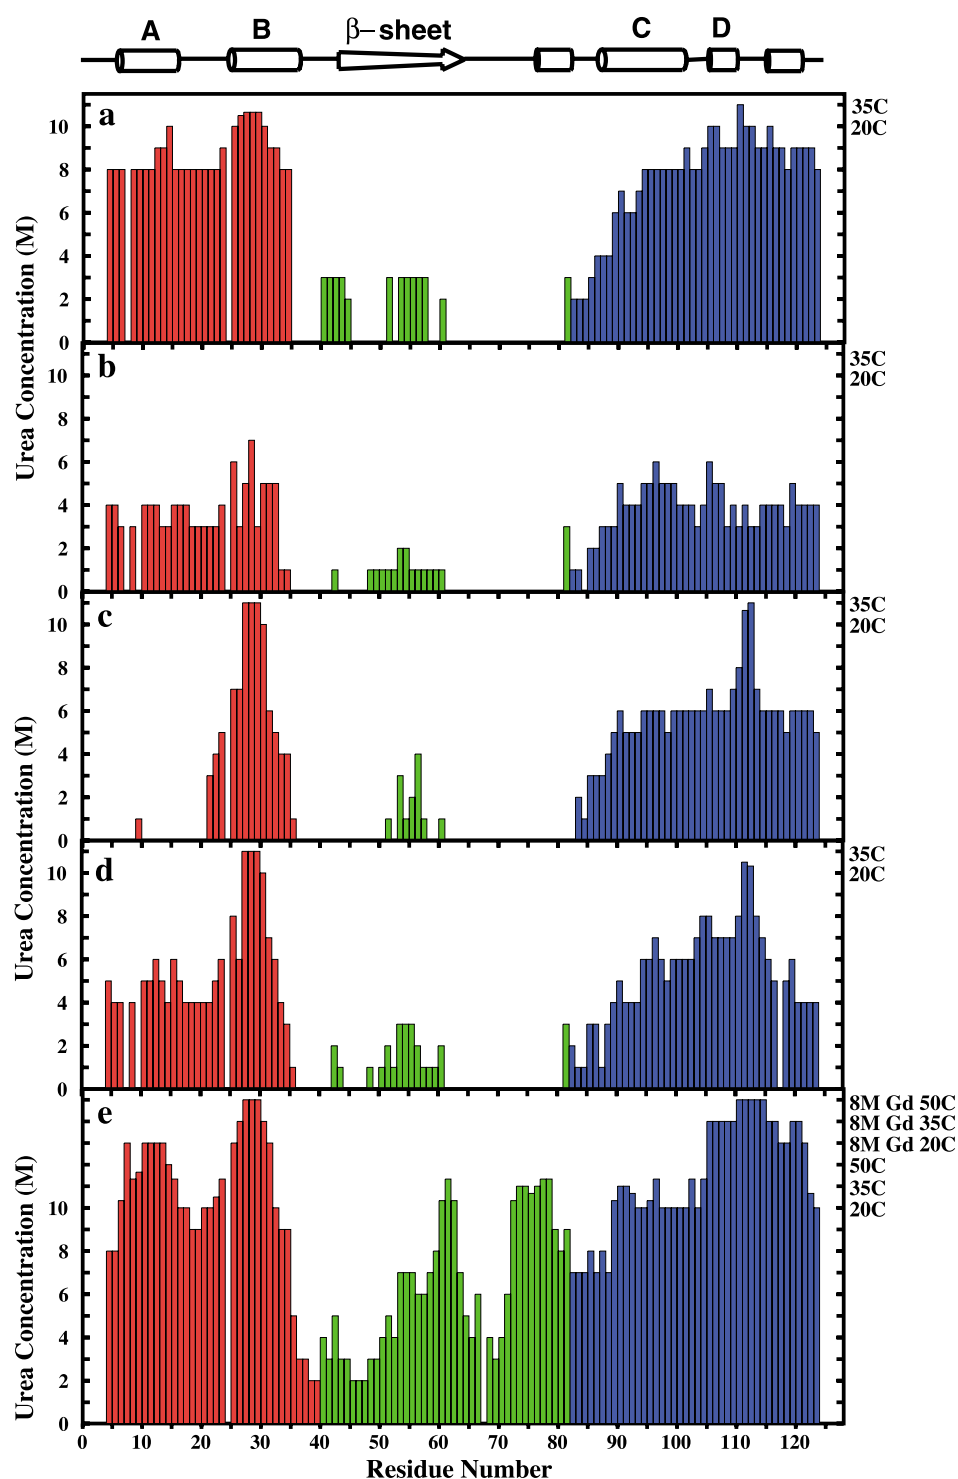 A B β− sheet C D
a
35C
20C
10
8
6
4
2
0
Urea Concentration (M)
b
35C
20C
10
8
6
4
2
0
c
35C
20C
10
8
6
4
2
0
Urea Concentration (M)
d
35C
20C
10
8
6
4
2
0
e
8M Gd 50C
8M Gd 35C
8M Gd 20C
50C
35C
20C
10
8
6
4
2
0
Urea Concentration (M)
0 10 20 30 40 50 60 70 80 90 100 110 120
Residue Number